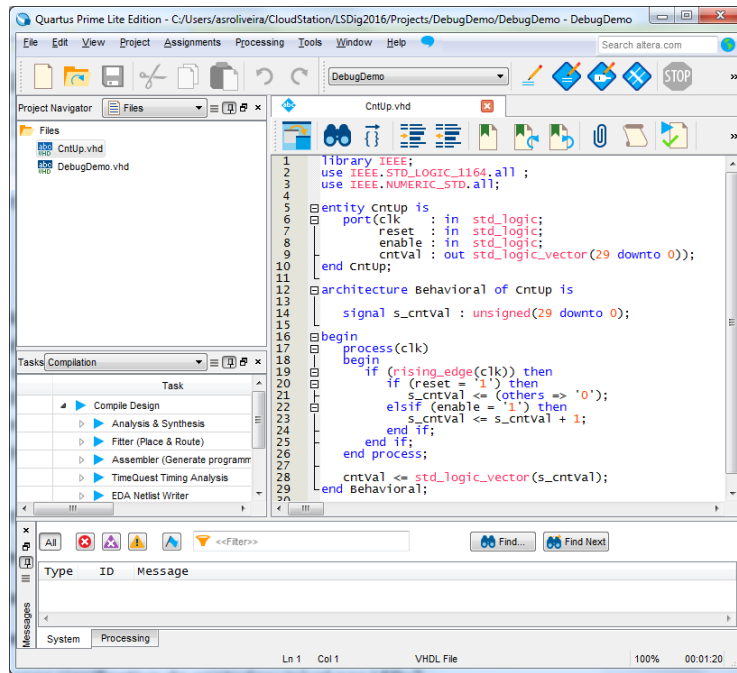 Quartus Prime Lite Edition - C:/Users/asroliveira/CloudStation/LSDig2016/Projects/DebugDemo/DebugDemo - DebugDemo
File Edit View Project Assignments Processing Tools Window Help Search altera.com
DebugDemo STOP »
Project Navigator Files
Files
abc VHD CntUp.vhd
abc VHD DebugDemo.vhd
abc CntUp.vhd
»
1 library IEEE;
2 use IEEE.STD_LOGIC_1164.all ;
3 use IEEE.NUMERIC_STD.all;
4
5 entity CntUp is
6 port(clk : in std_logic;
7 reset : in std_logic;
8 enable : in std_logic;
9 cntVal : out std_logic_vector(29 downto 0));
10 end CntUp;
11
12 architecture Behavioral of CntUp is
13
14 signal s_cntVal : unsigned(29 downto 0);
15
16 begin
17 process(clk)
18 begin
19 if (rising_edge(clk)) then
20 if (reset = '1') then
21 s_cntVal <= (others => '0');
22 elsif (enable = '1') then
23 s_cntVal <= s_cntVal + 1;
24 end if;
25 end if;
26 end process;
27
28 cntVal <= std_logic_vector(s_cntVal);
29 end Behavioral;
30
Tasks Compilation
Task
Compile Design
Analysis & Synthesis
Fitter (Place & Route)
Assembler (Generate programm
TimeQuest Timing Analysis
EDA Netlist Writer
All <<Filter>> Find... Find Next
Type ID Message
Messages
System Processing
Ln 1 Col 1 VHDL File 100% 00:01:20